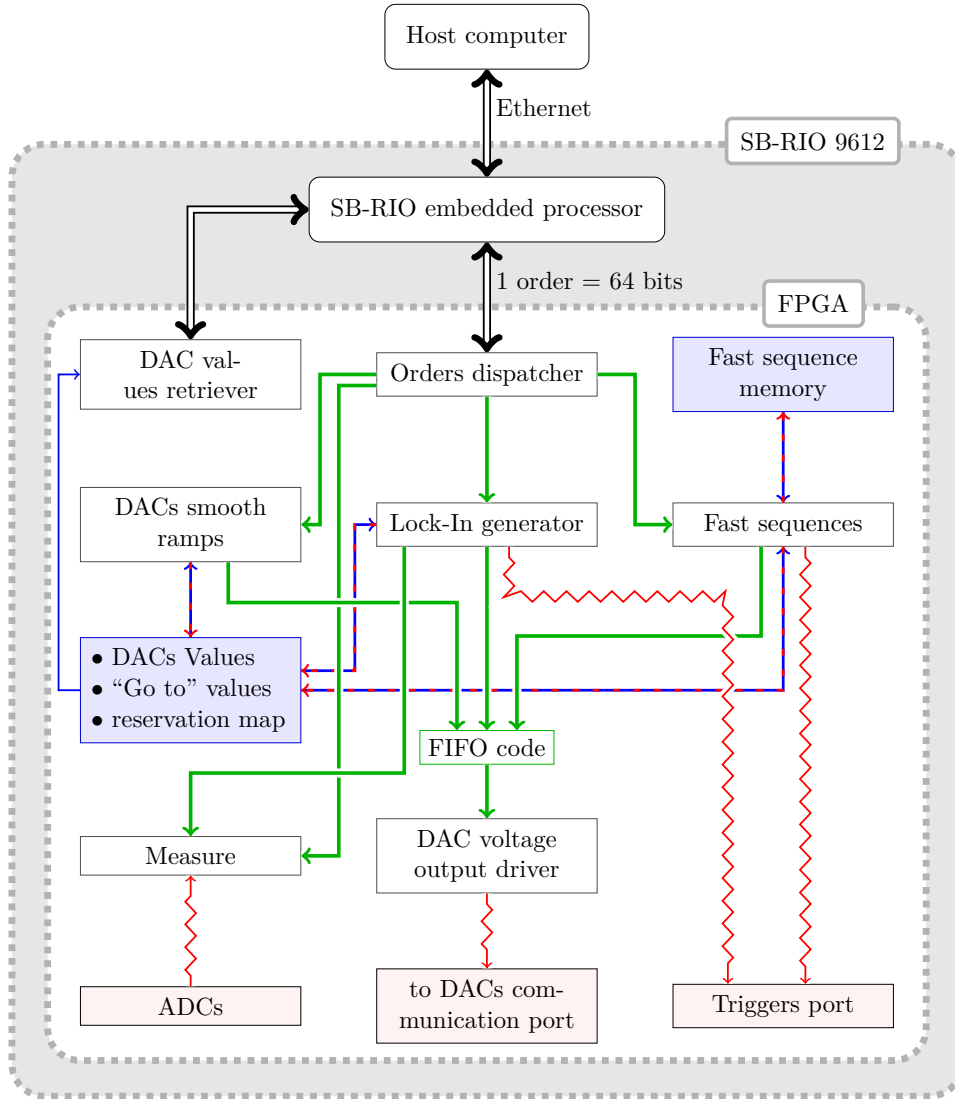 Host computer
Ethernet
SB-RIO 9612
SB-RIO embedded processor
1 order = 64 bits
FPGA
DAC val-
ues retriever
Orders dispatcher
Fast sequence
memory
DACs smooth
ramps
Lock-In generator
Fast sequences
• DACs Values
• “Go to” values
• reservation map
FIFO code
Measure
DAC voltage
output driver
ADCs
to DACs com-
munication port
Triggers port